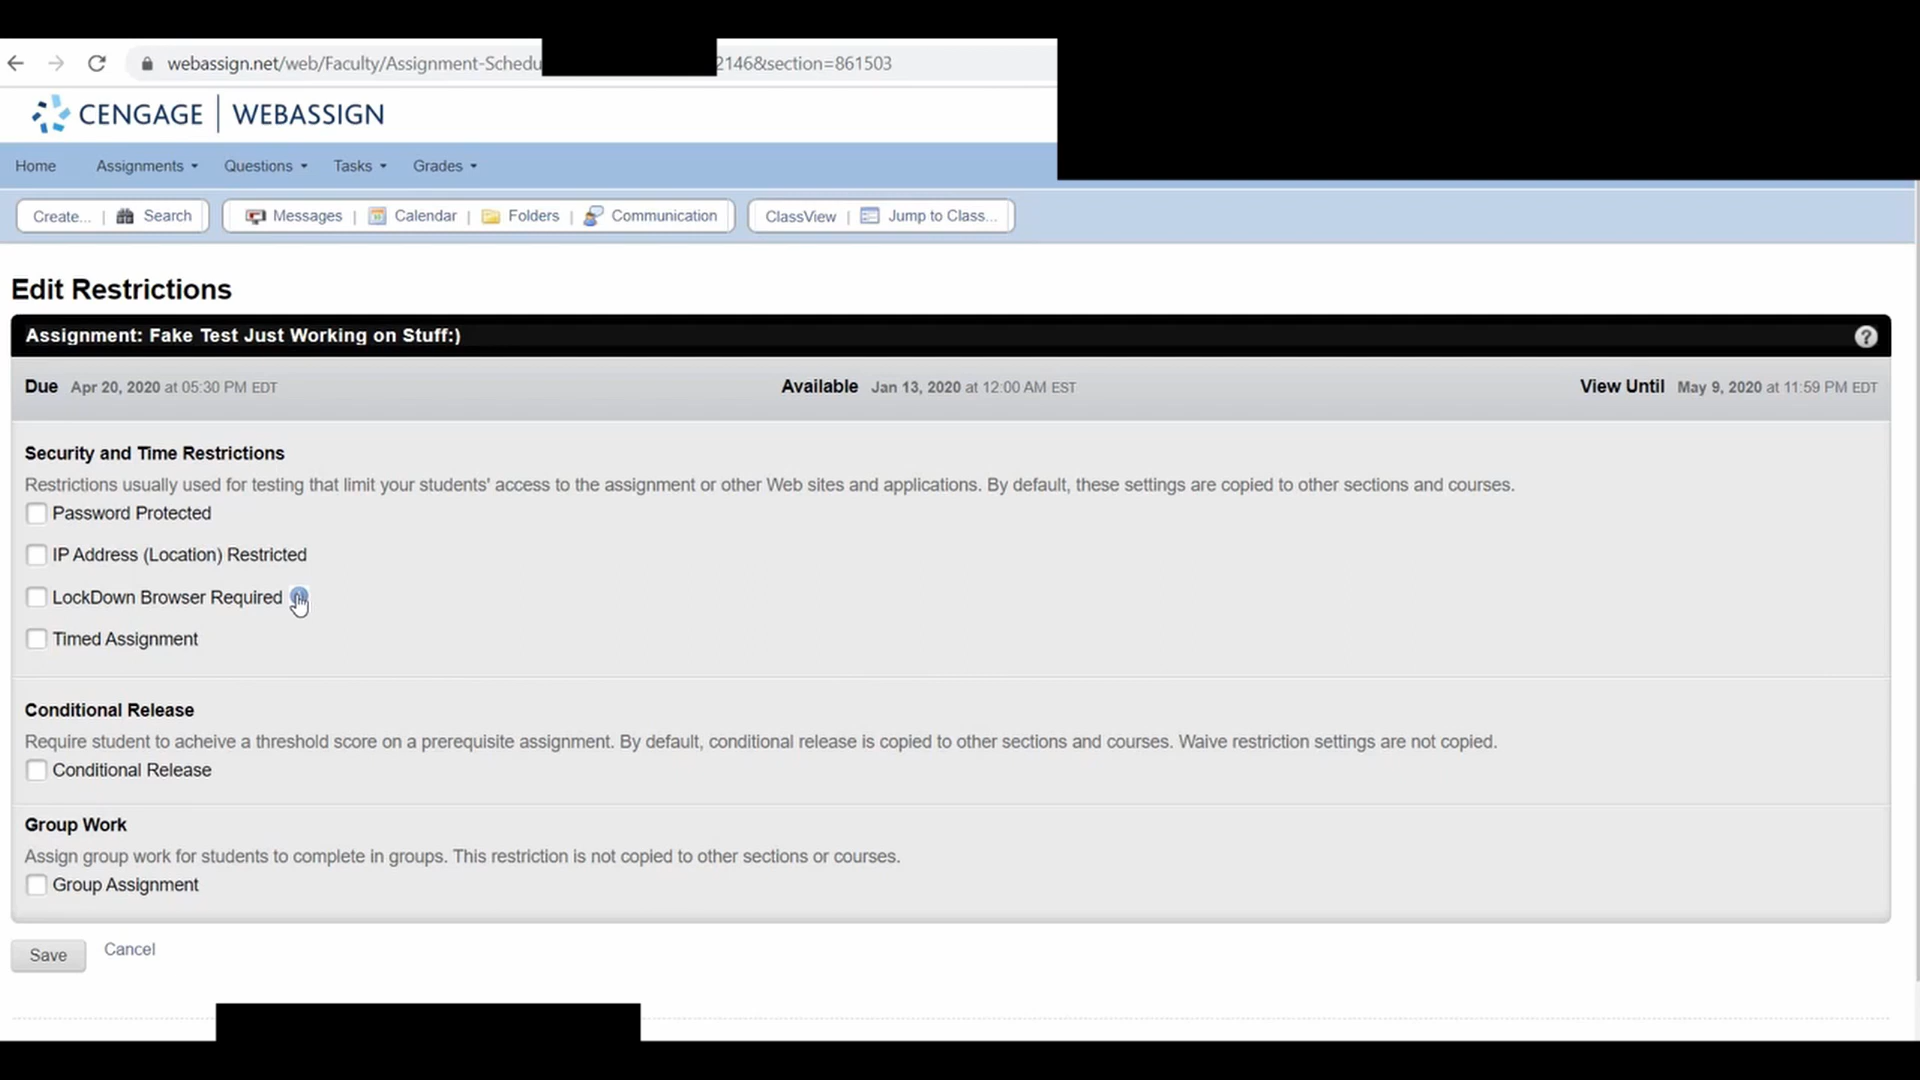 webassign.net/web/Faculty/Assignment-Schedu 2146&section=861503
CENGAGE | WEBASSIGN
Home Assignments Questions Tasks Grades
Create... | Search Messages | Calendar | Folders | Communication ClassView | Jump to Class...
Edit Restrictions
Assignment: Fake Test Just Working on Stuff:)
?
Due Apr 20, 2020 at 05:30 PM EDT Available Jan 13, 2020 at 12:00 AM EST View Until May 9, 2020 at 11:59 PM EDT
Security and Time Restrictions
Restrictions usually used for testing that limit your students' access to the assignment or other Web sites and applications. By default, these settings are copied to other sections and courses.
Password Protected
IP Address (Location) Restricted
LockDown Browser Required
Timed Assignment
Conditional Release
Require student to acheive a threshold score on a prerequisite assignment. By default, conditional release is copied to other sections and courses. Waive restriction settings are not copied.
Conditional Release
Group Work
Assign group work for students to complete in groups. This restriction is not copied to other sections or courses.
Group Assignment
Save Cancel